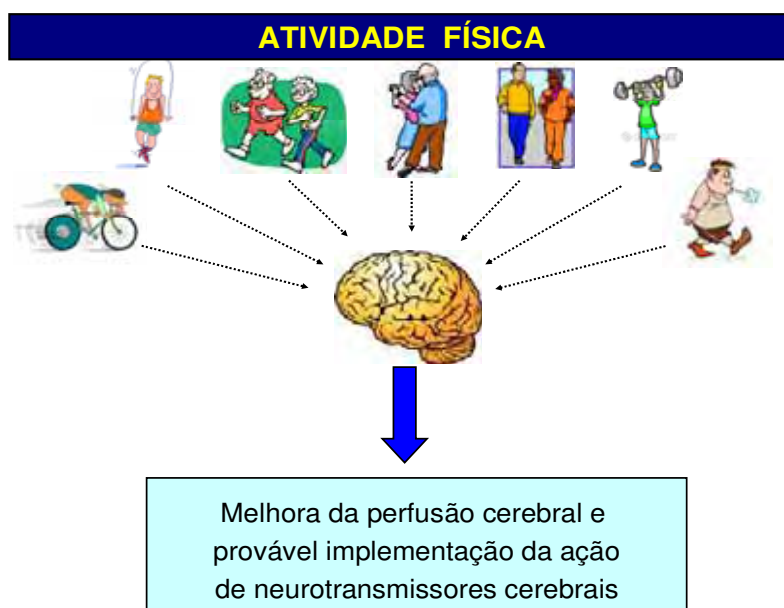 ATIVIDADE FÍSICA
Melhora da perfusão cerebral e
provável implementação da ação
de neurotransmissores cerebrais